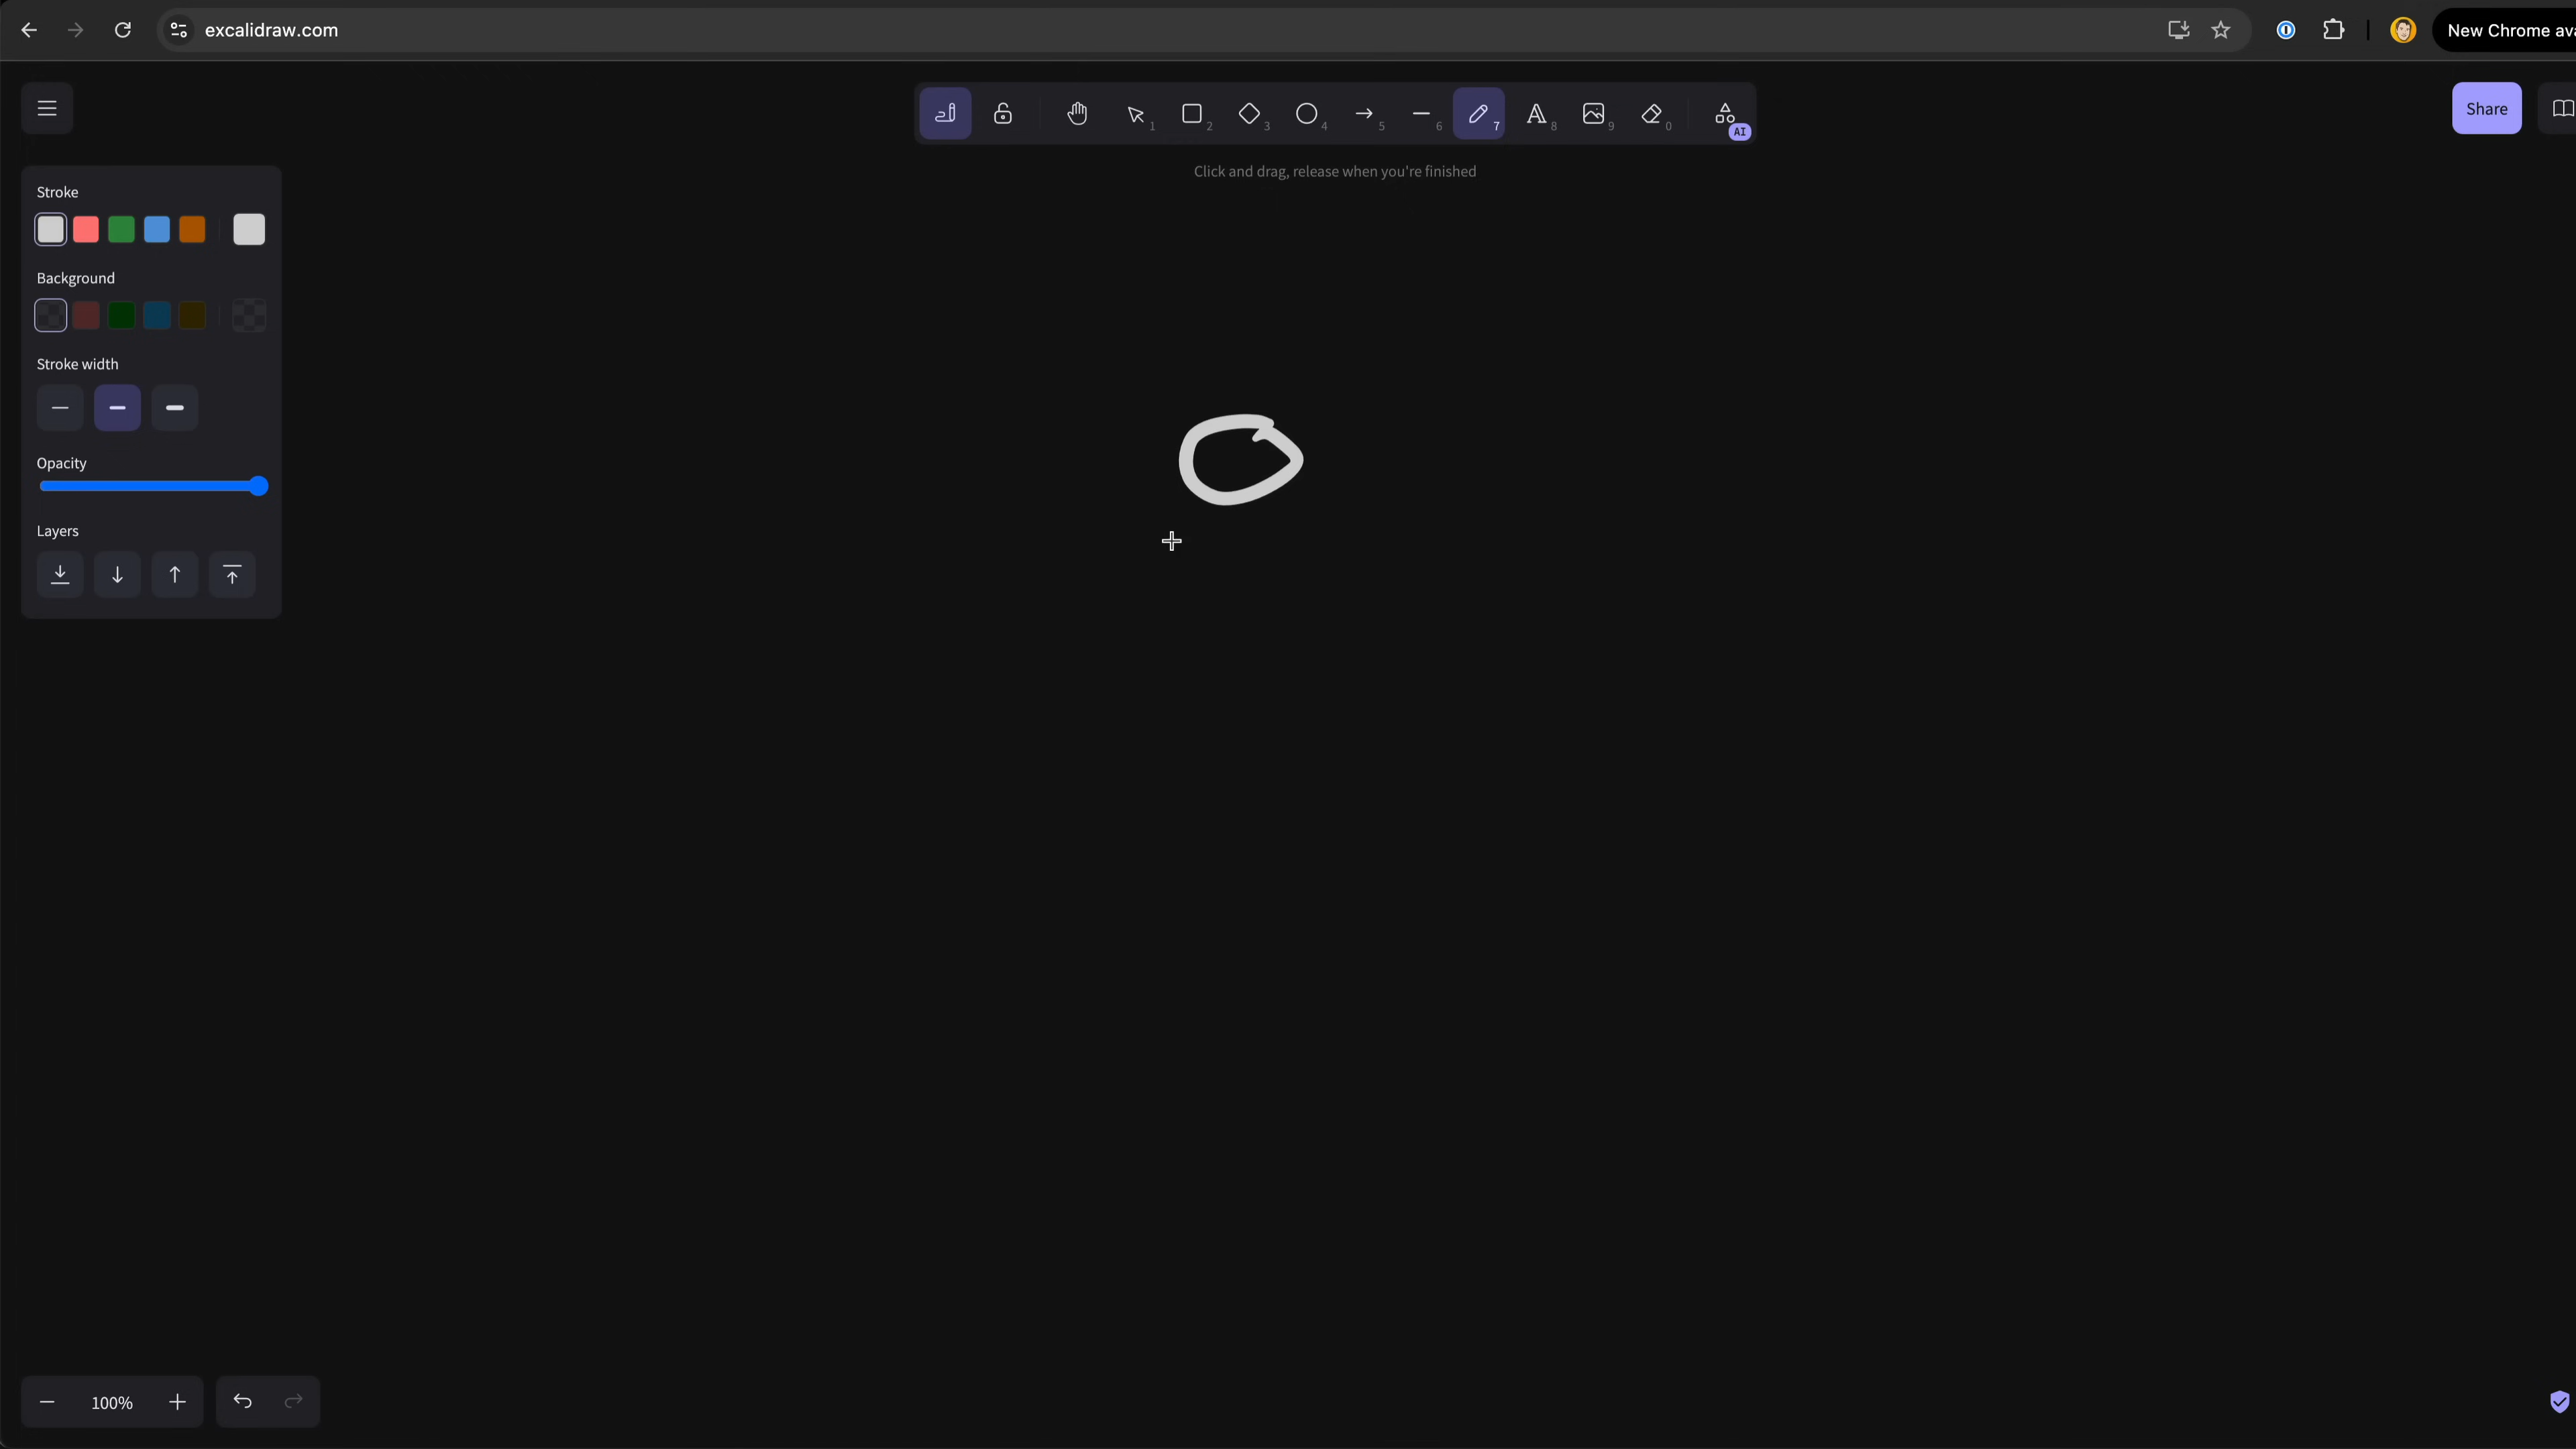 excalidraw.com
New Chrome ava
1
2
3
4
5
6
7
8
9
0
AI
Share
Click and drag, release when you're finished
Stroke
Background
Stroke width
Opacity
Layers
100%